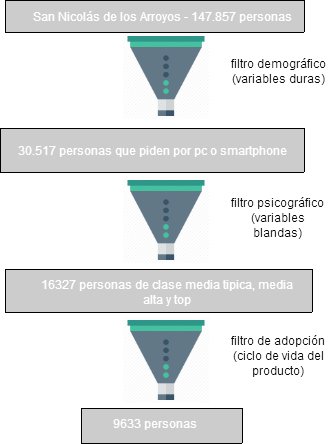 San Nicolás de los Arroyos - 147.857 personas
filtro demográfico
(variables duras)
30.517 personas que piden por pc o smartphone
filtro psicográfico
(variables
blandas)
16327 personas de clase media tipica, media
alta y top
filtro de adopción
(ciclo de vida del
producto)
9633 personas